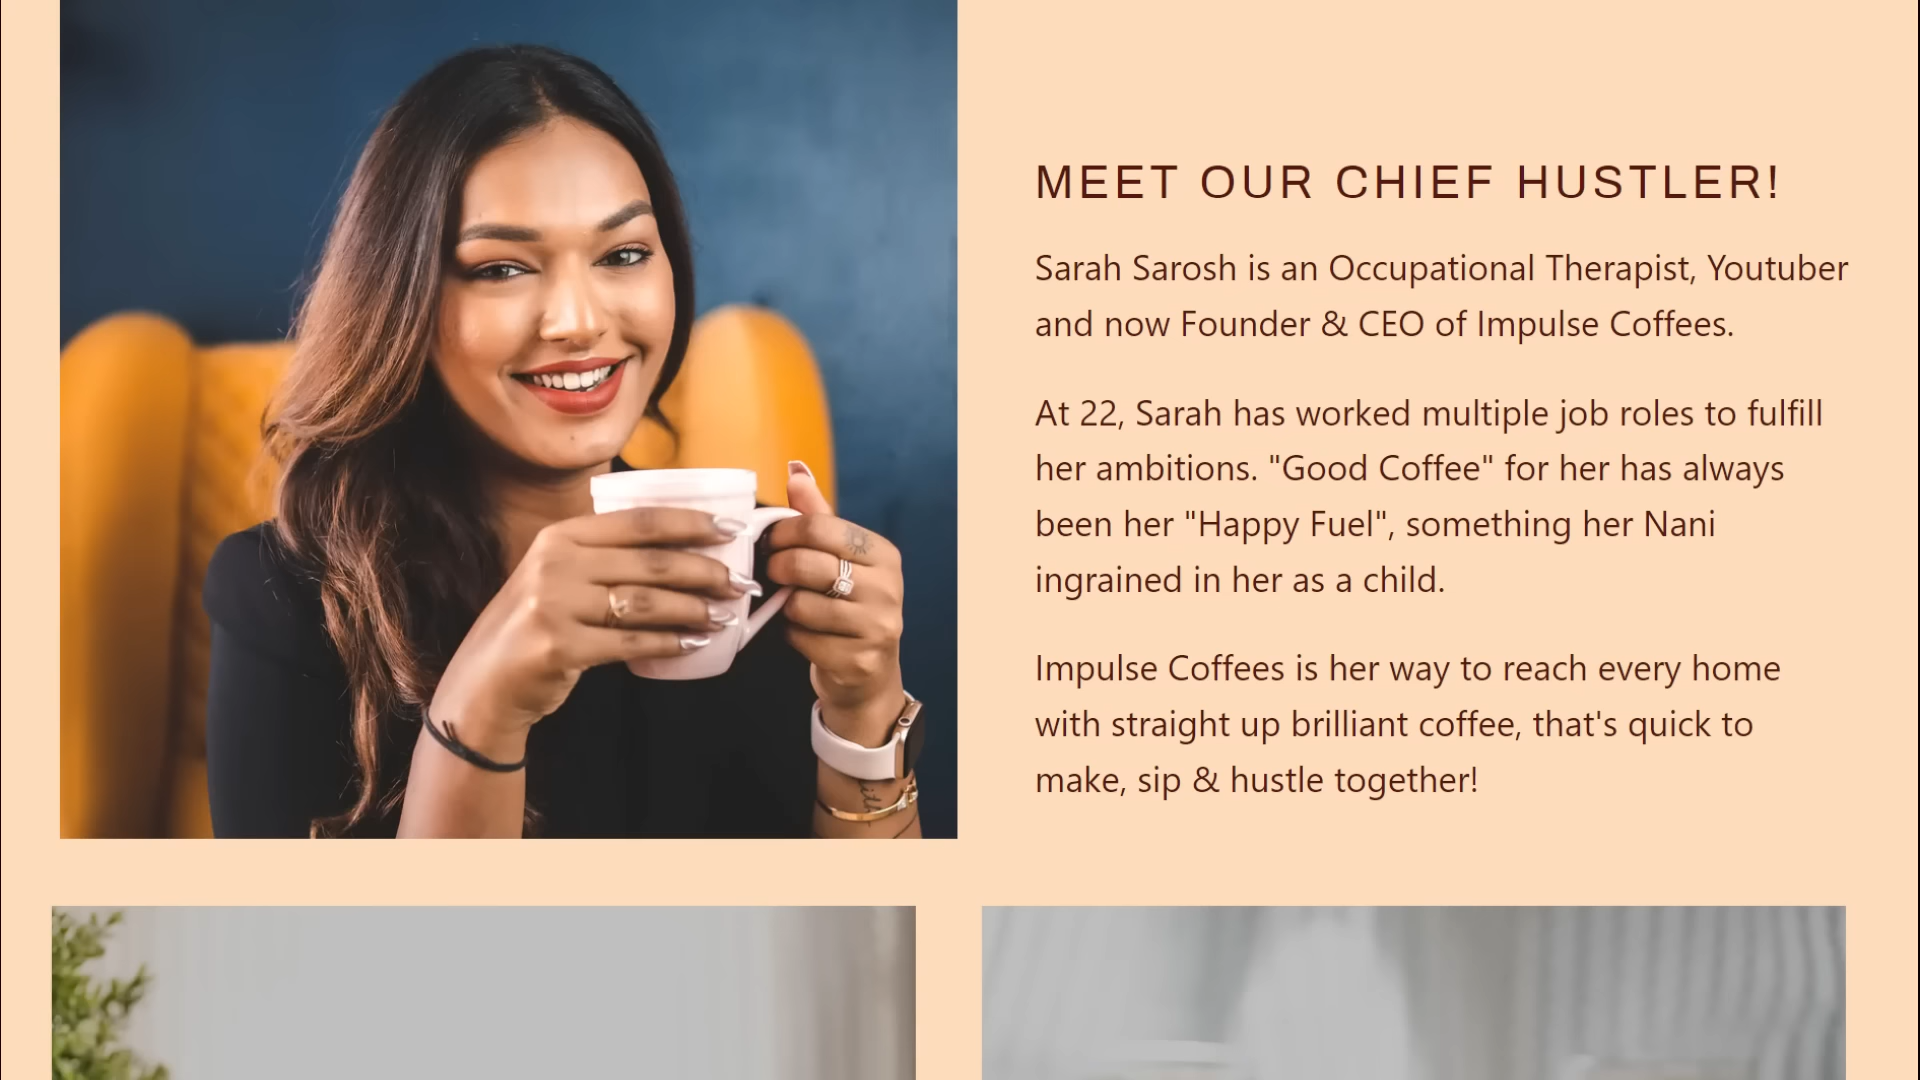 MEET OUR CHIEF HUSTLER!
Sarah Sarosh is an Occupational Therapist, Youtuber
and now Founder & CEO of Impulse Coffees.
At 22, Sarah has worked multiple job roles to fulfill
her ambitions. "Good Coffee" for her has always
been her "Happy Fuel", something her Nani
ingrained in her as a child.
Impulse Coffees is her way to reach every home
with straight up brilliant coffee, that's quick to
make, sip & hustle together!